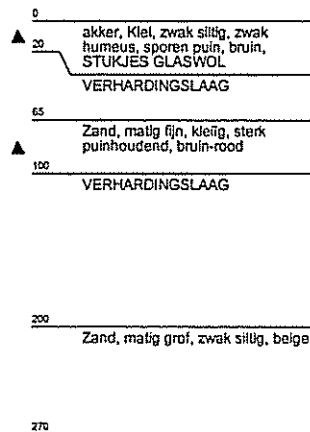 0
akker, Klei, zwak siltig, zwak
humeus, sporen puin, bruin,
STUKJES GLASWOL
20
VERHARDINGSLAAG
65
Zand, matig fijn, kleiïg, sterk
puinhoudend, bruin-rood
100
VERHARDINGSLAAG
200
Zand, matig grof, zwak siltig, beige
270